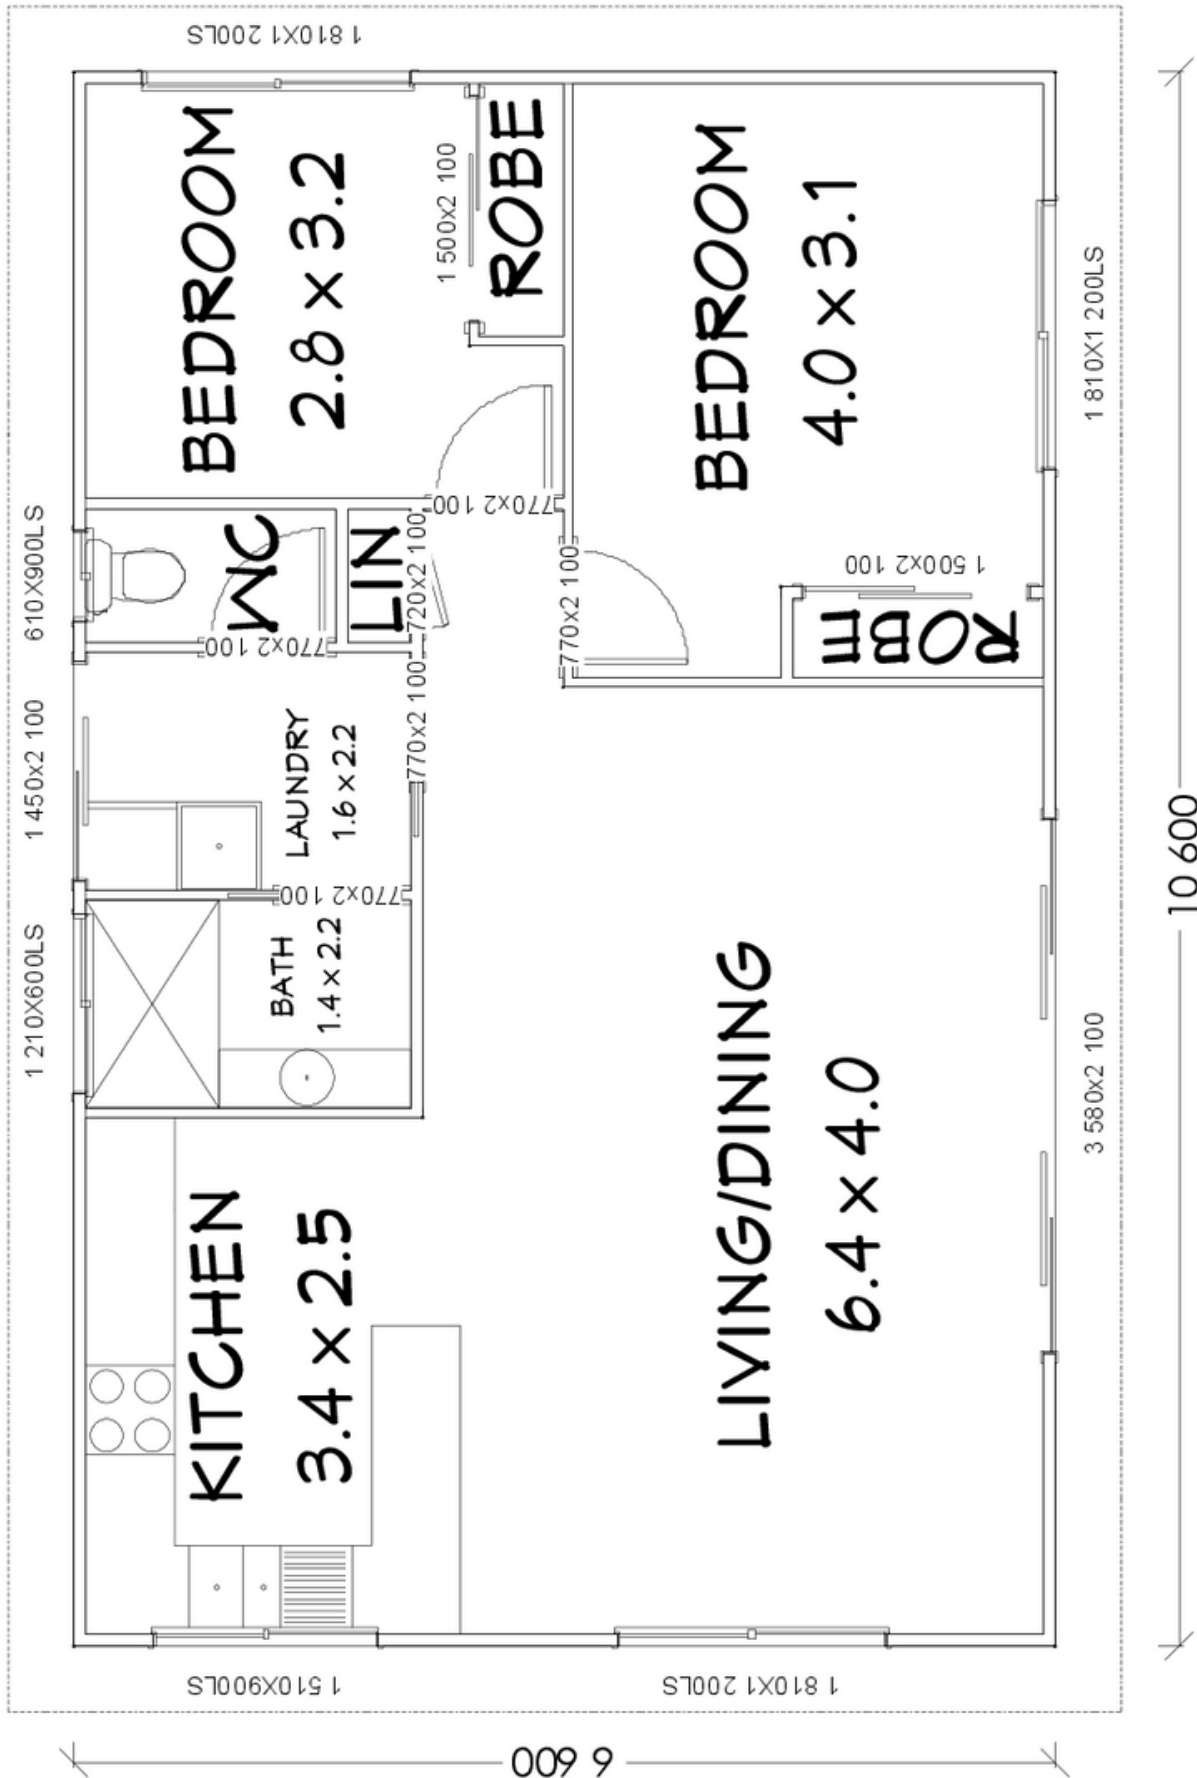 1 810X1 200LS
BEDROOM
2.8 x 3.2
1 500x2 100
ROBE
BEDROOM
4.0 x 3.1
1 810X1 200LS
610X900LS
WC
LIN
770x2 100
720x2 100
770x2 100
770x2 100
1 500x2 100
ROBE
1 450x2 100
LAUNDRY
1.6 x 2.2
770x2 100
770x2 100
10 600
1 210X600LS
BATH
1.4 x 2.2
KITCHEN
3.4 x 2.5
LIVING/DINING
6.4 x 4.0
3 580x2 100
1 510X900LS
1 810X1 200LS
6 600